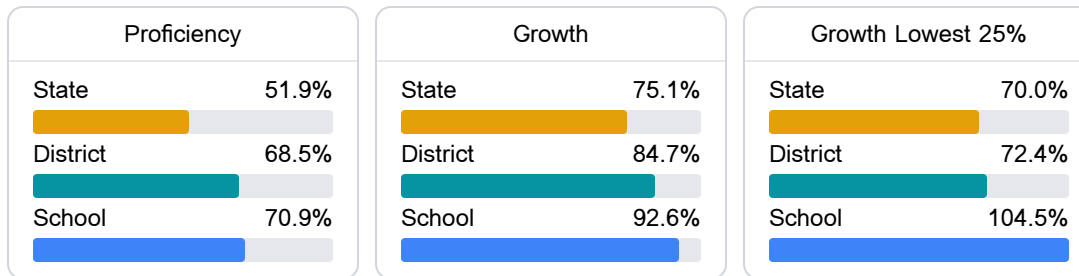 Proficiency
State 51.9%
District 68.5%
School 70.9%
Growth
State 75.1%
District 84.7%
School 92.6%
Growth Lowest 25%
State 70.0%
District 72.4%
School 104.5%